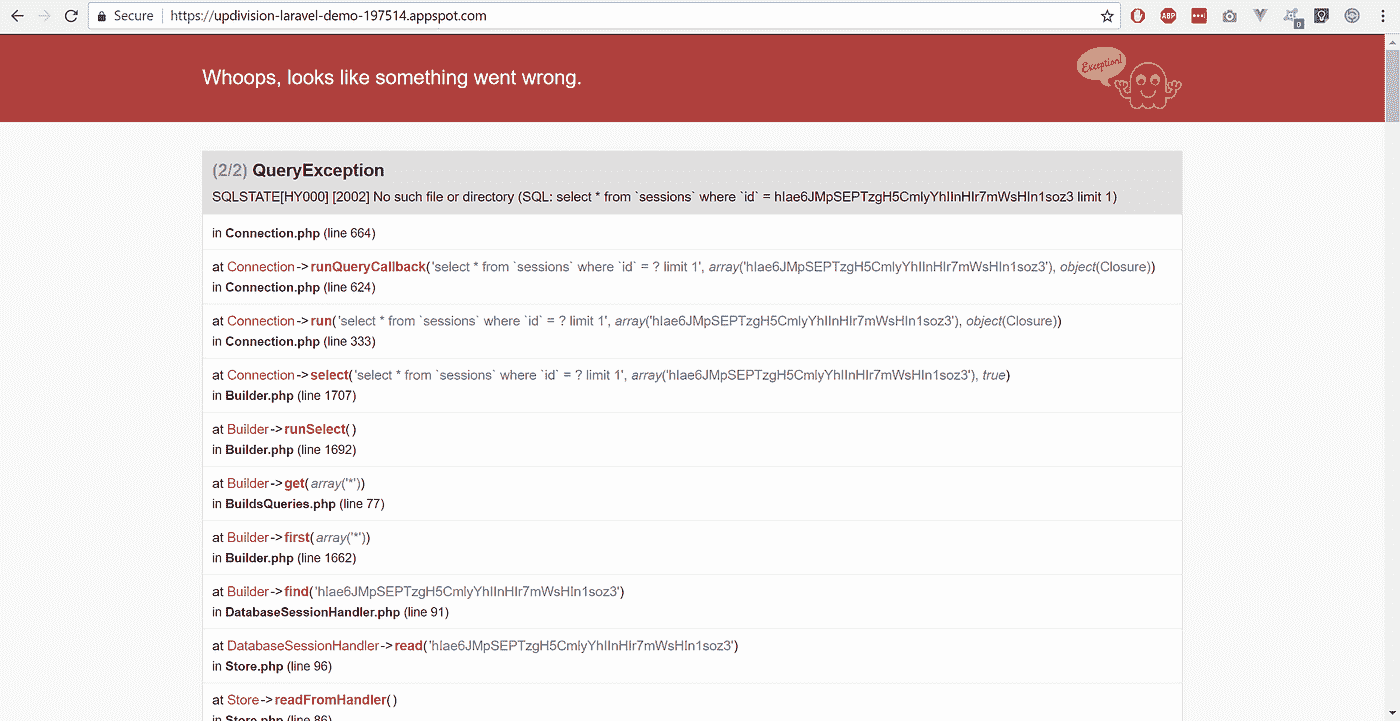 Secure https://updivision-laravel-demo-197514.appspot.com
ABP
0
Whoops, looks like something went wrong.
Exception!
(2/2) QueryException
SQLSTATE[HY000] [2002] No such file or directory (SQL: select * from `sessions` where `id` = hIae6JMpSEPTzgH5CmlyYhIInHIr7mWsHIn1soz3 limit 1)
in Connection.php (line 664)
at Connection->runQueryCallback('select * from `sessions` where `id` = ? limit 1', array('hIae6JMpSEPTzgH5CmlyYhIInHIr7mWsHIn1soz3'), object(Closure))
in Connection.php (line 624)
at Connection->run('select * from `sessions` where `id` = ? limit 1', array('hIae6JMpSEPTzgH5CmlyYhIInHIr7mWsHIn1soz3'), object(Closure))
in Connection.php (line 333)
at Connection->select('select * from `sessions` where `id` = ? limit 1', array('hIae6JMpSEPTzgH5CmlyYhIInHIr7mWsHIn1soz3'), true)
in Builder.php (line 1707)
at Builder->runSelect()
in Builder.php (line 1692)
at Builder->get(array('*'))
in BuildsQueries.php (line 77)
at Builder->first(array('*'))
in Builder.php (line 1662)
at Builder->find('hIae6JMpSEPTzgH5CmlyYhIInHIr7mWsHIn1soz3')
in DatabaseSessionHandler.php (line 91)
at DatabaseSessionHandler->read('hIae6JMpSEPTzgH5CmlyYhIInHIr7mWsHIn1soz3')
in Store.php (line 96)
at Store->readFromHandler()
in Store.php (line 86)